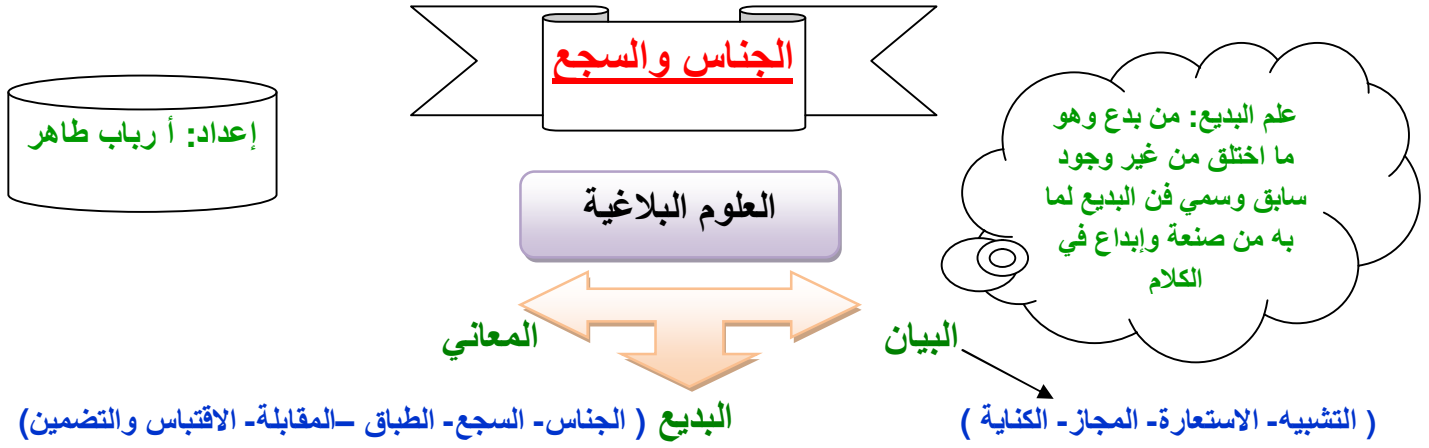 الجناس والسجع
إعداد: أ رباب طاهر
علم البديع: من بدع وهو
ما اختلق من غير وجود
سابق وسمي فن البديع لما
به من صنعة وإبداع في
الكلام
العلوم البلاغية
البيان
المعاني
( التشبيه- الاستعارة- المجاز- الكناية )
البديع ( الجناس- السجع- الطباق –المقابلة- الاقتباس والتضمين)